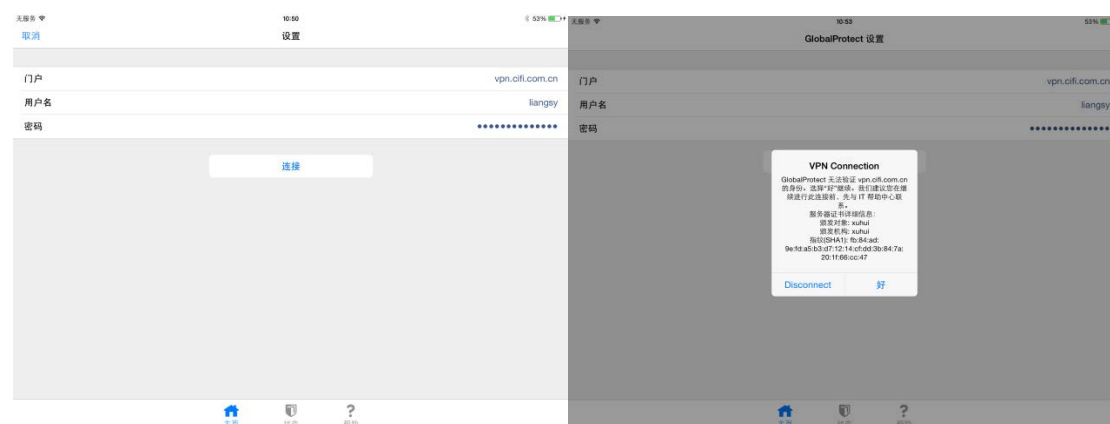 无服务
10:50
53%
取消
设置
门户
vpn.cifi.com.cn
用户名
liangsy
密码
连接
主页
状态
帮助
无服务
10:53
53%
GlobalProtect 设置
门户
vpn.cifi.com.cn
用户名
liangsy
密码
VPN Connection
GlobalProtect 无法验证 vpn.cifi.com.cn
的身份。选择“好”继续。我们建议您在继
续进行此连接前，先与 IT 帮助中心联
系。
服务器证书详细信息:
颁发对象: xuhui
颁发机构: xuhui
指纹(SHA1): fb:84:ad:
9e:fd:a5:b3:d7:12:14:cf:dd:3b:84:7a:
20:1f:66:cc:47
Disconnect
好